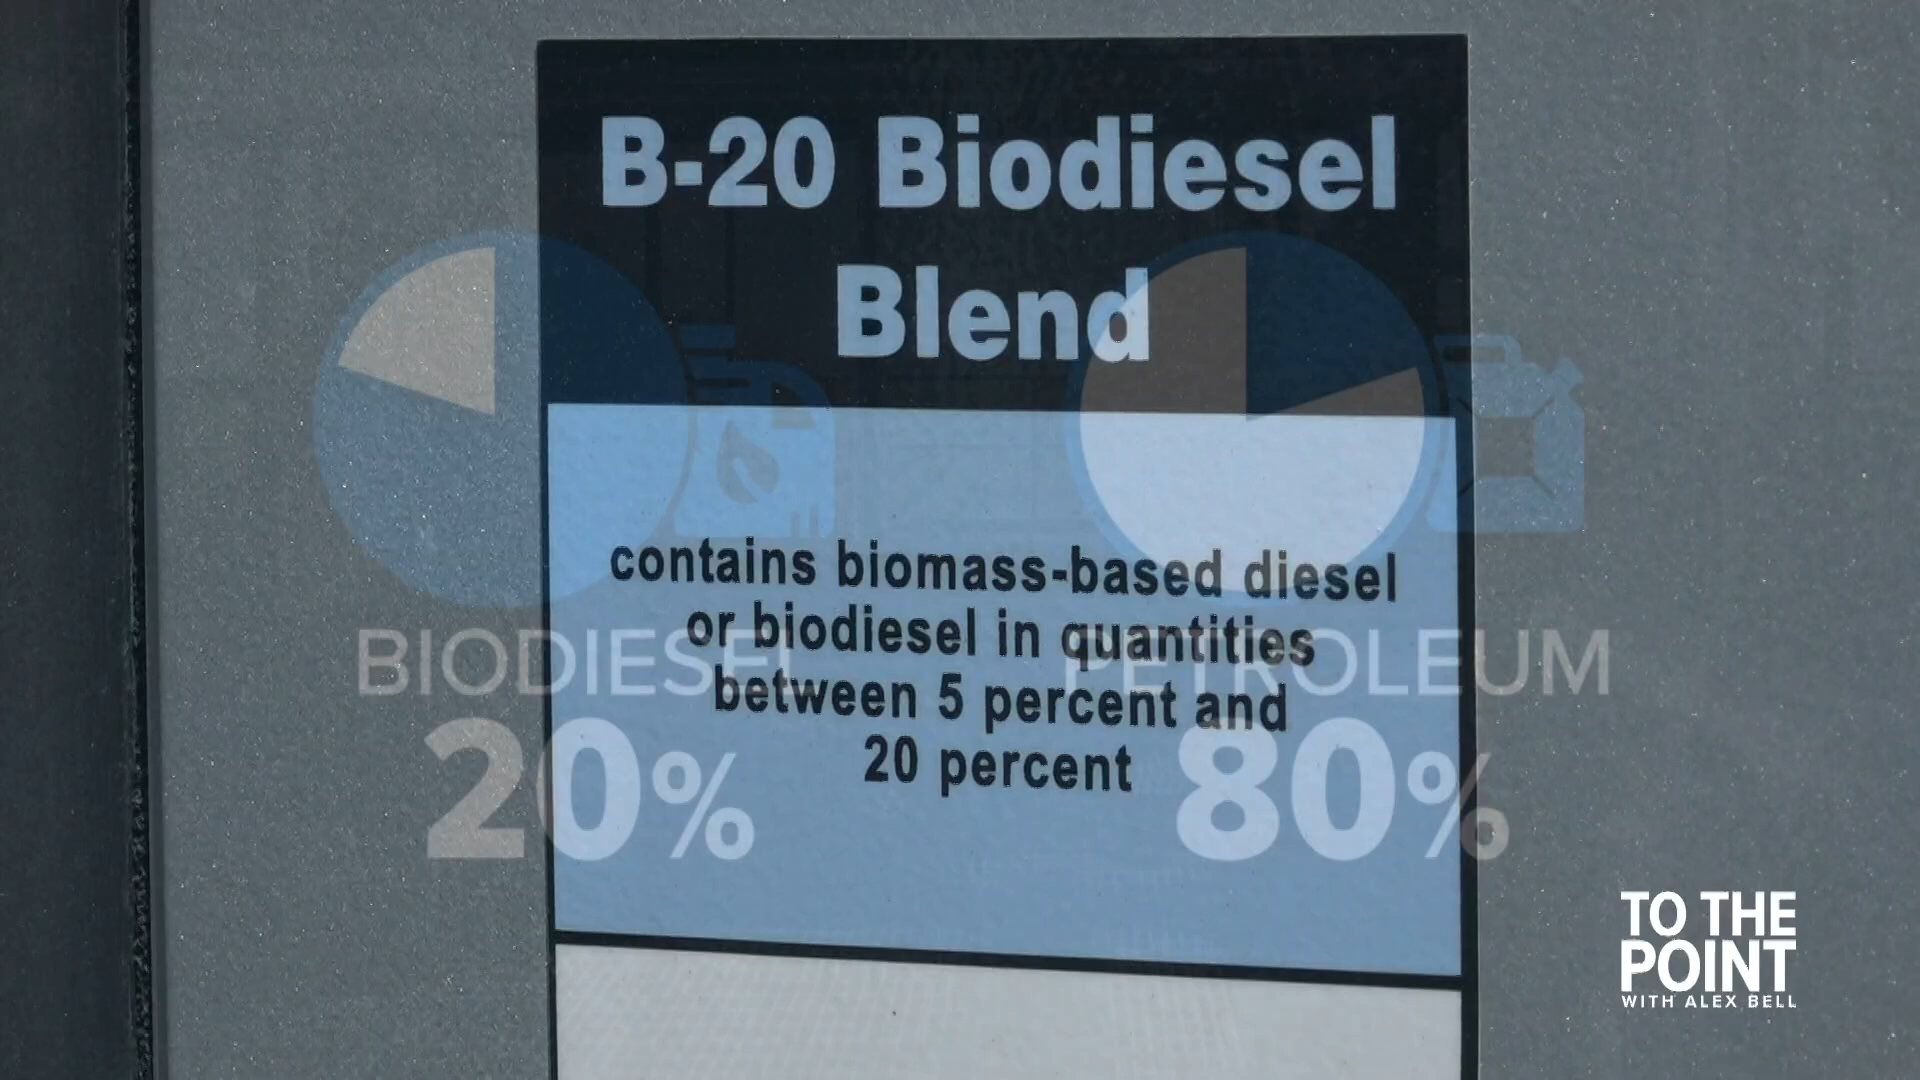 B-20 Biodiesel
Blend
contains biomass-based diesel
or biodiesel in quantities
between 5 percent and
20 percent
BIODIESEL
20%
PETROLEUM
80%
TO THE
POINT
WITH ALEX BELL